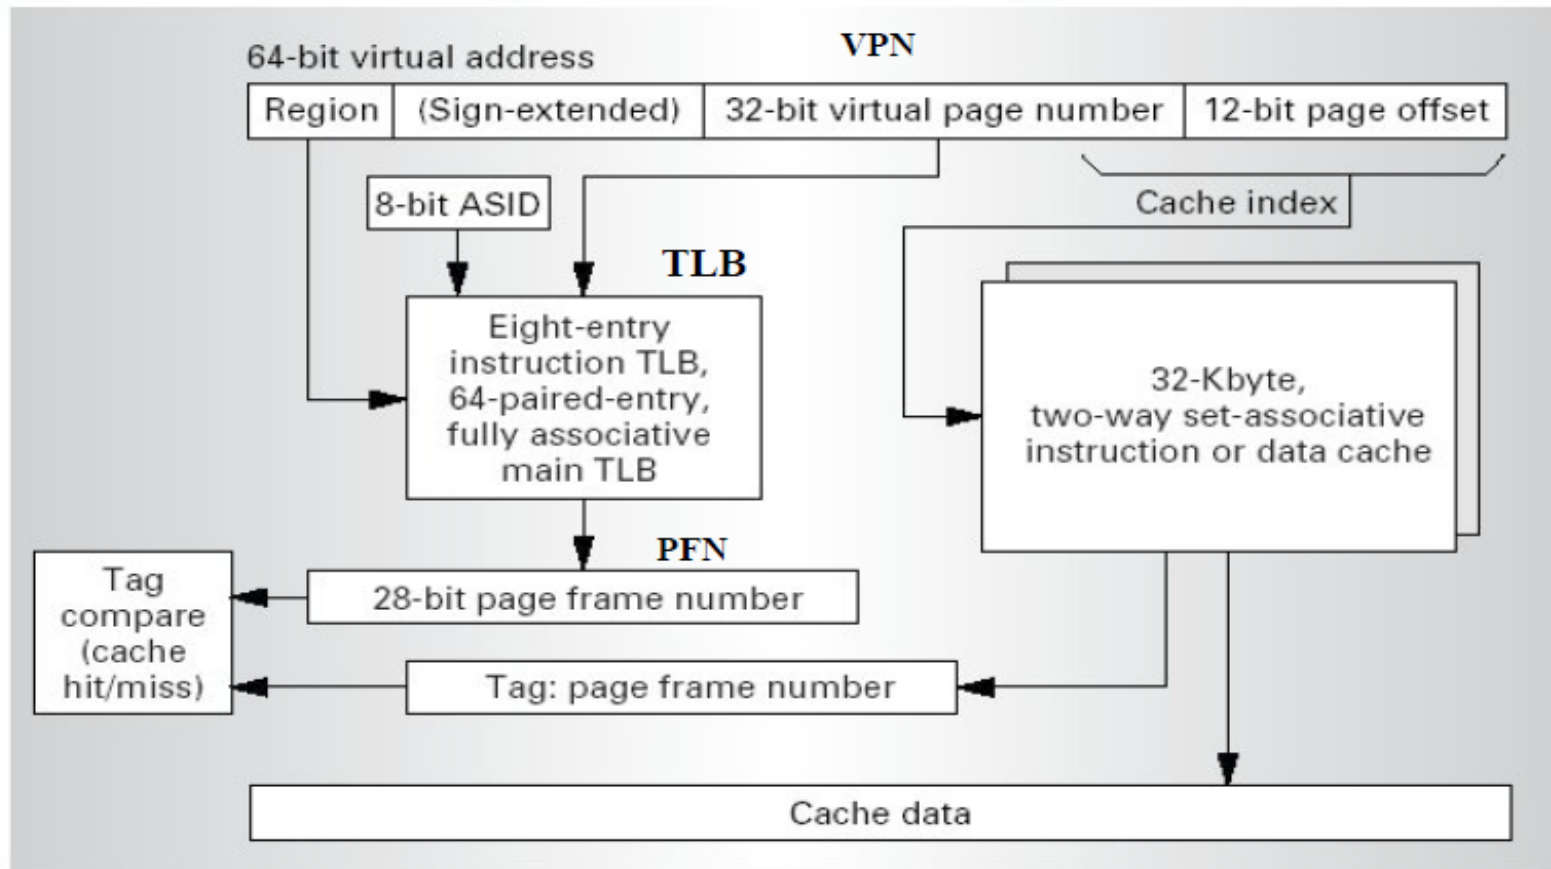 VPN
64-bit virtual address
Region
(Sign-extended)
32-bit virtual page number
12-bit page offset
8-bit ASID
Cache index
TLB
Eight-entry
instruction TLB,
64-paired-entry,
fully associative
main TLB
32-Kbyte,
two-way set-associative
instruction or data cache
PFN
28-bit page frame number
Tag
compare
(cache
hit/miss)
Tag: page frame number
Cache data